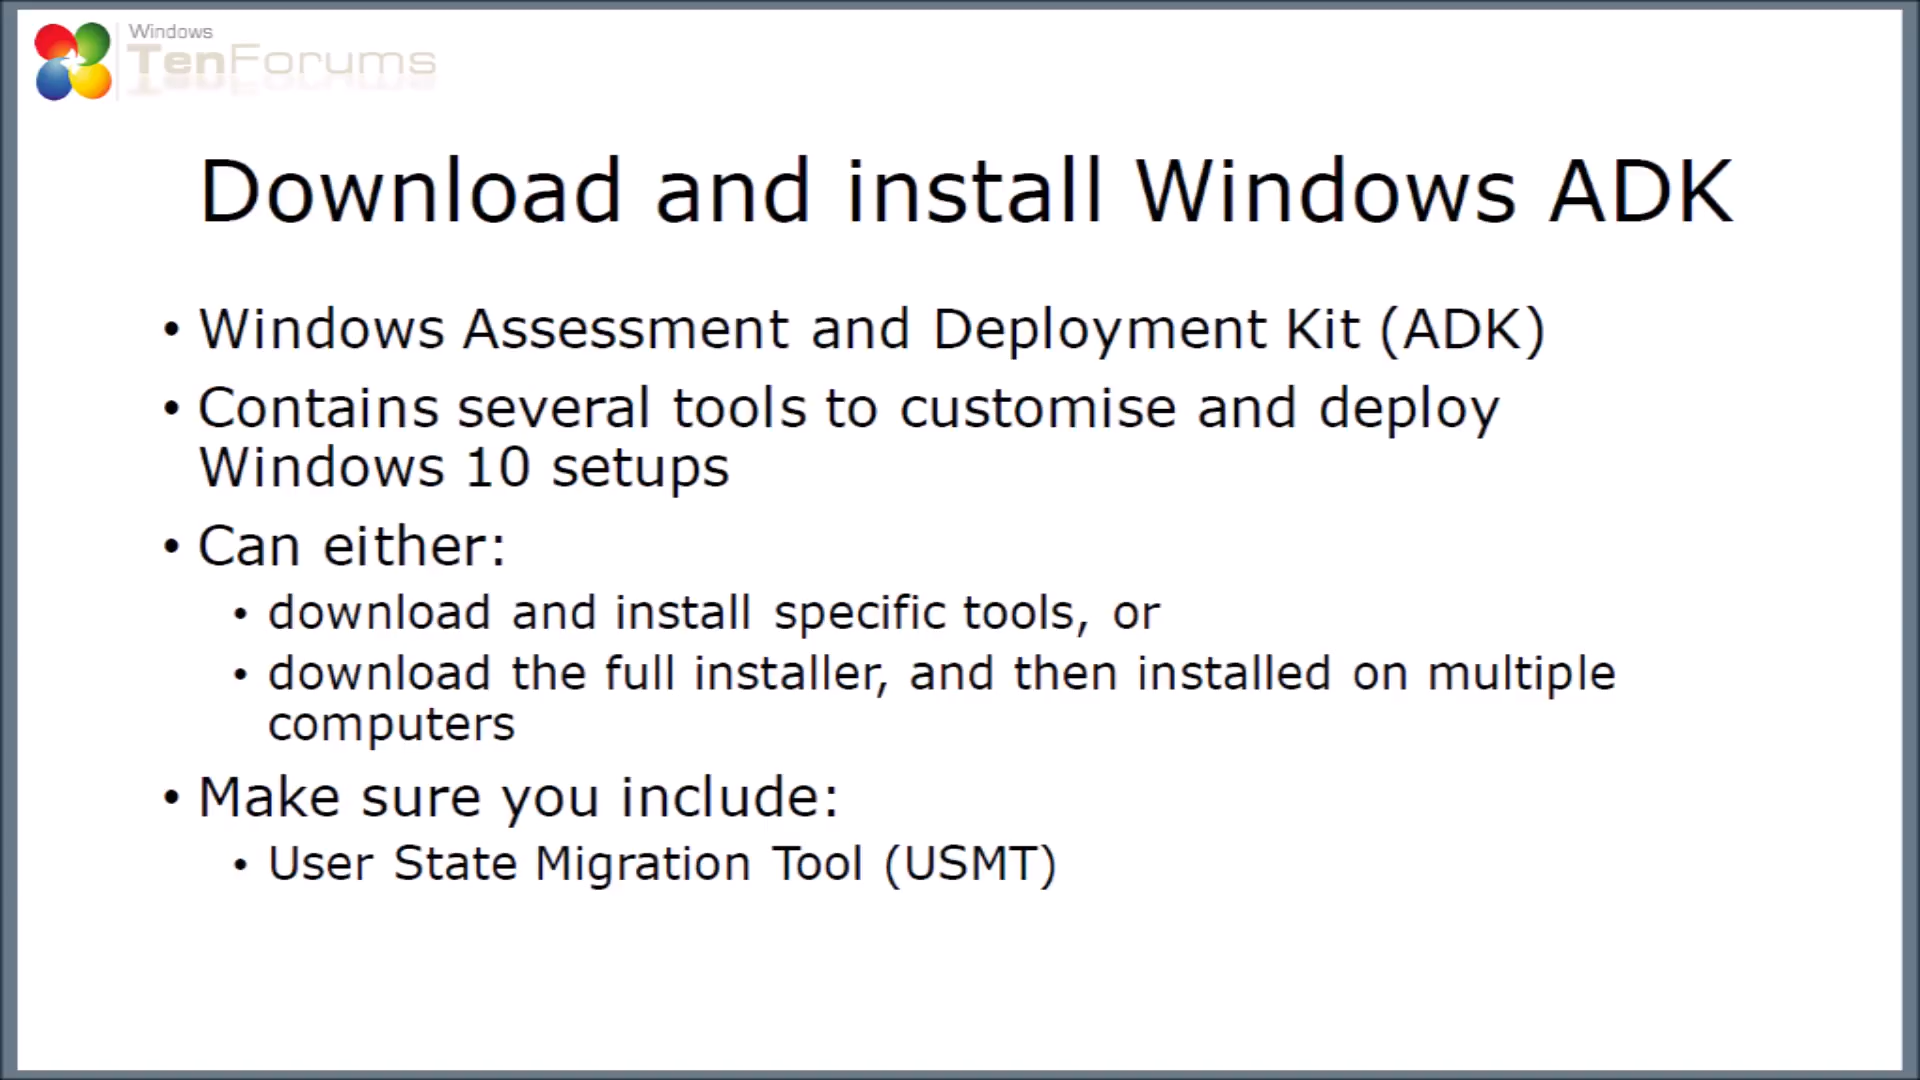 Windows
TenForums
Download and install Windows ADK
• Windows Assessment and Deployment Kit (ADK)
• Contains several tools to customise and deploy
Windows 10 setups
• Can either:
• download and install specific tools, or
• download the full installer, and then installed on multiple
computers
• Make sure you include:
• User State Migration Tool (USMT)